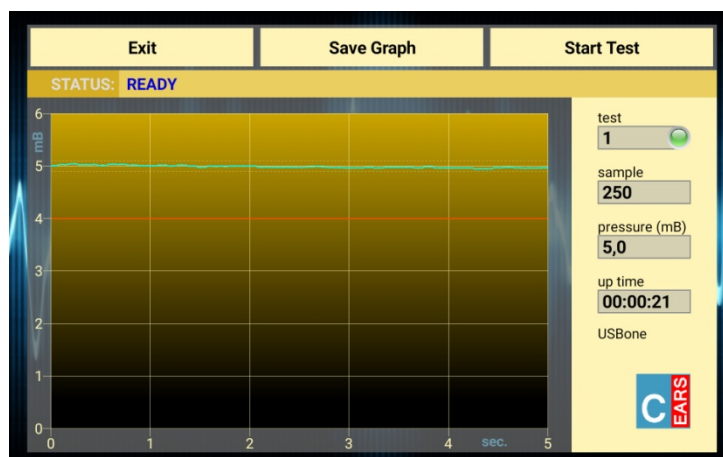 Exit Save Graph Start Test
STATUS: READY
6
mB
5
4
3
2
1
0
0 1 2 3 4 sec. 5
test
1
sample
250
pressure (mB)
5,0
up time
00:00:21
USBone
C EARS